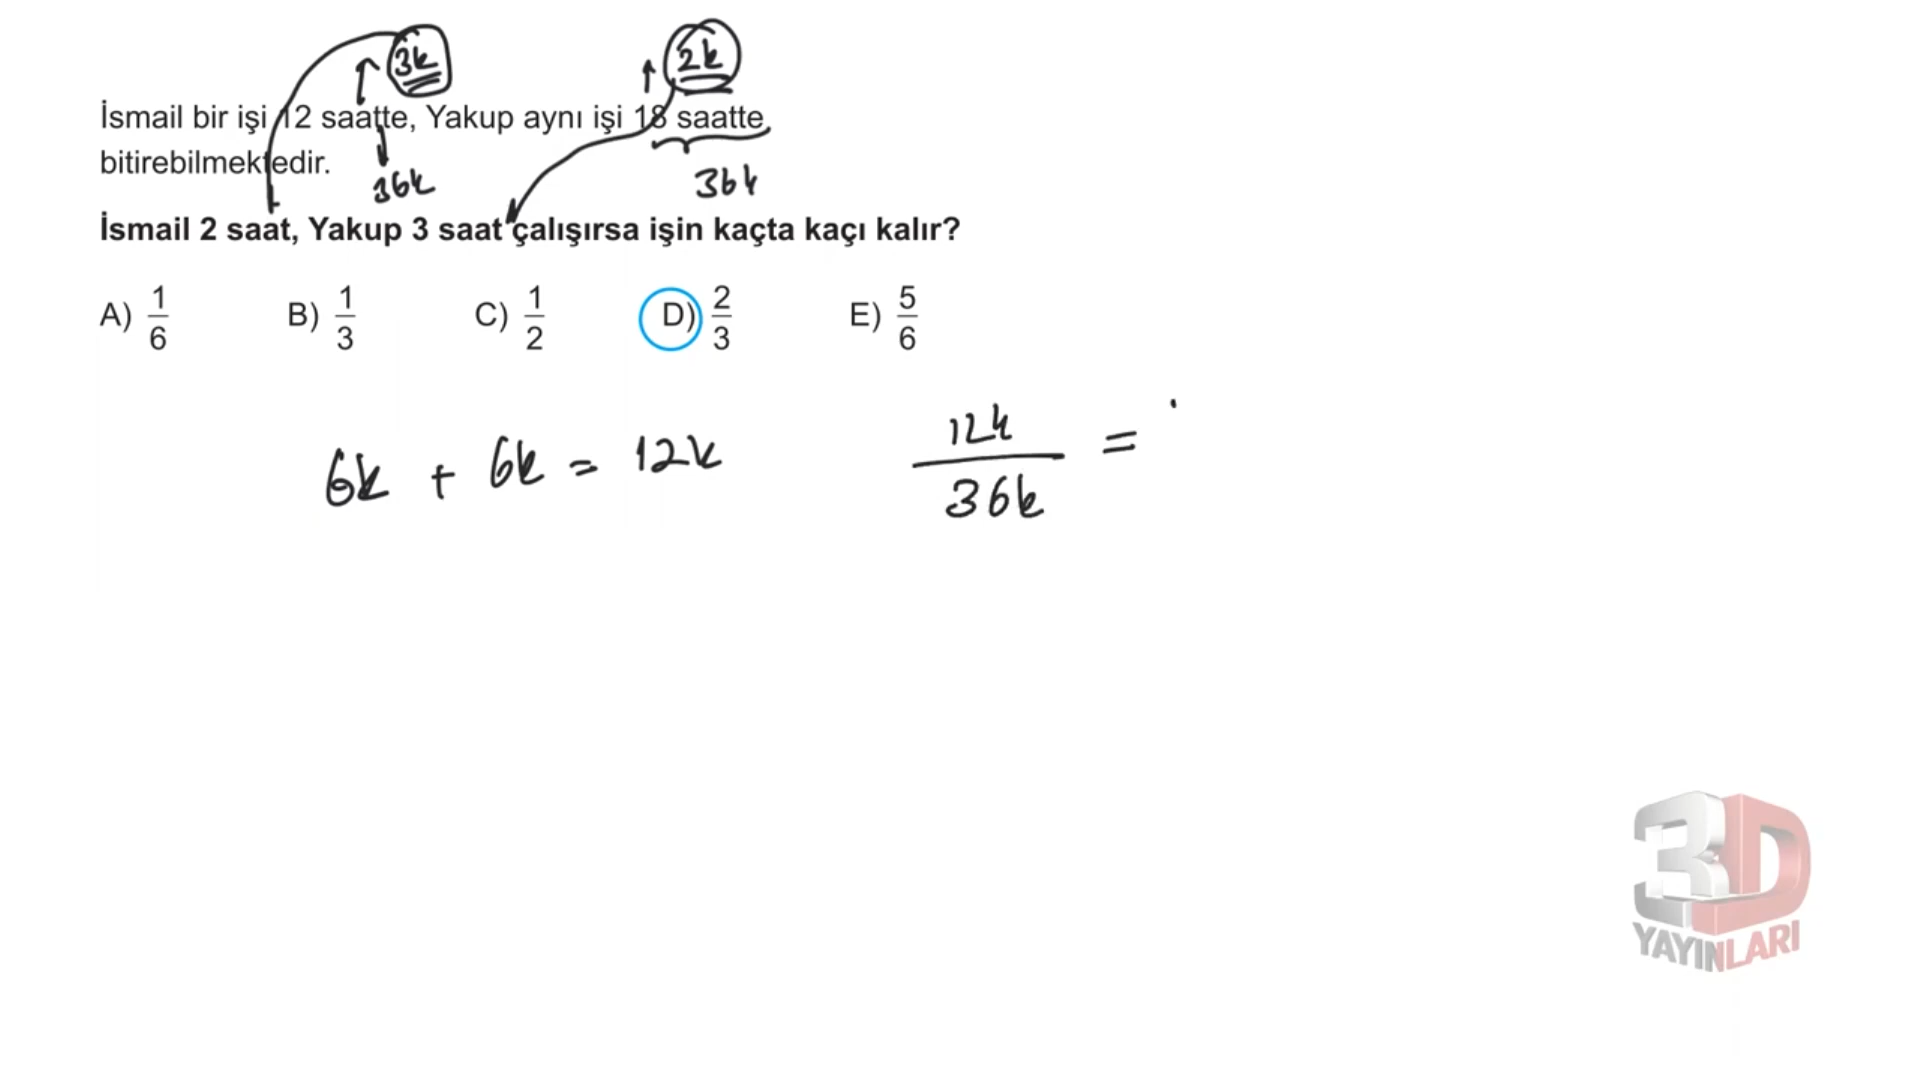 3k 2k
İsmail bir işi 12 saatte, Yakup aynı işi 18 saatte
bitirebilmektedir.
36k 36k
İsmail 2 saat, Yakup 3 saat çalışırsa işin kaçta kaçı kalır?
A) 1/6 B) 1/3 C) 1/2 D) 2/3 E) 5/6
6k + 6k = 12k
12k/36k =
3D
YAYINLARI